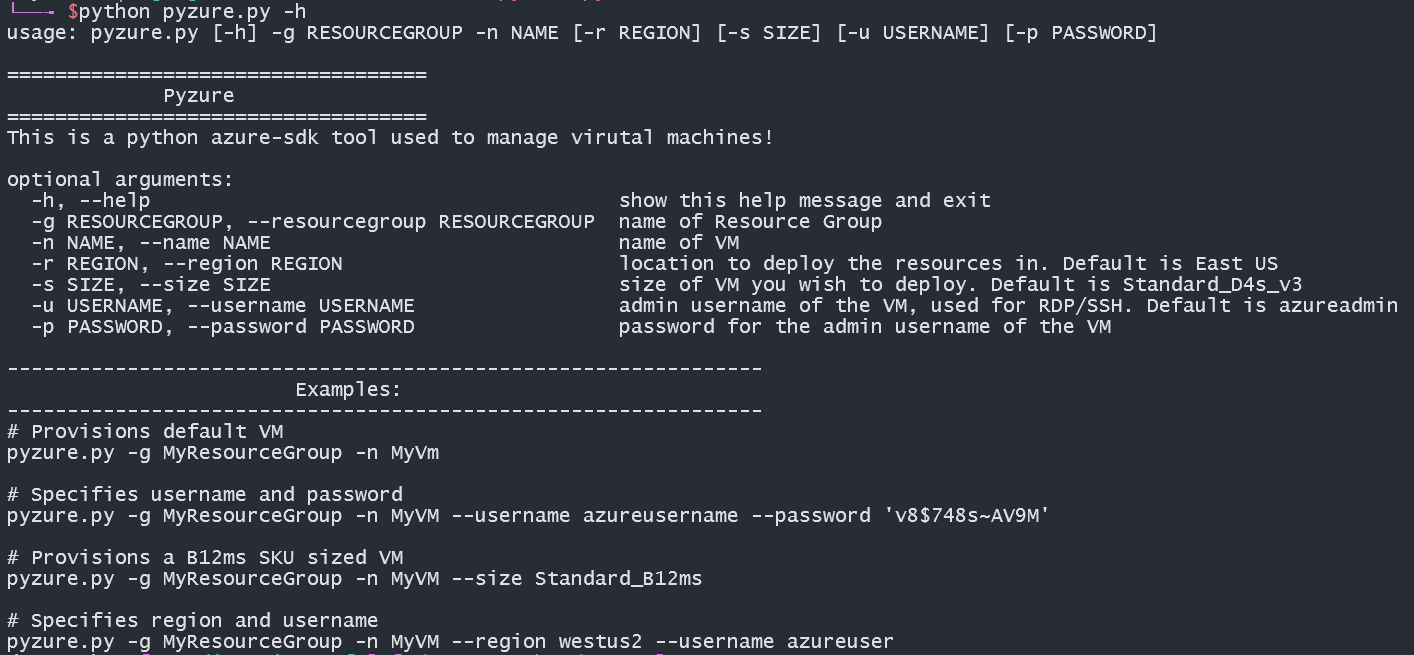 $python pyzure.py -h
usage: pyzure.py [-h] -g RESOURCEGROUP -n NAME [-r REGION] [-s SIZE] [-u USERNAME] [-p PASSWORD]
===================================
Pyzure
===================================
This is a python azure-sdk tool used to manage virutal machines!
optional arguments:
-h, --help show this help message and exit
-g RESOURCEGROUP, --resourcegroup RESOURCEGROUP name of Resource Group
-n NAME, --name NAME name of VM
-r REGION, --region REGION location to deploy the resources in. Default is East US
-s SIZE, --size SIZE size of VM you wish to deploy. Default is Standard_D4s_v3
-u USERNAME, --username USERNAME admin username of the VM, used for RDP/SSH. Default is azureadmin
-p PASSWORD, --password PASSWORD password for the admin username of the VM
---------------------------------------------------------------
Examples:
---------------------------------------------------------------
# Provisions default VM
pyzure.py -g MyResourceGroup -n MyVm
# Specifies username and password
pyzure.py -g MyResourceGroup -n MyVM --username azureusername --password 'v8$748s~AV9M'
# Provisions a B12ms SKU sized VM
pyzure.py -g MyResourceGroup -n MyVM --size Standard_B12ms
# Specifies region and username
pyzure.py -g MyResourceGroup -n MyVM --region westus2 --username azureuser